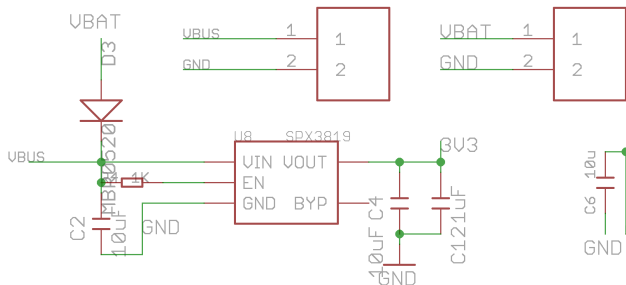 VBAT
D3
MBR0520
VBUS
GND
1
2
1
2
VBAT
GND
1
2
1
2
VBUS
1K
U8
SPX3819
VIN
EN
GND
VOUT
BYP
3V3
C2
10uF
GND
C4
10uF
C12
1uF
GND
C6
10u
GND